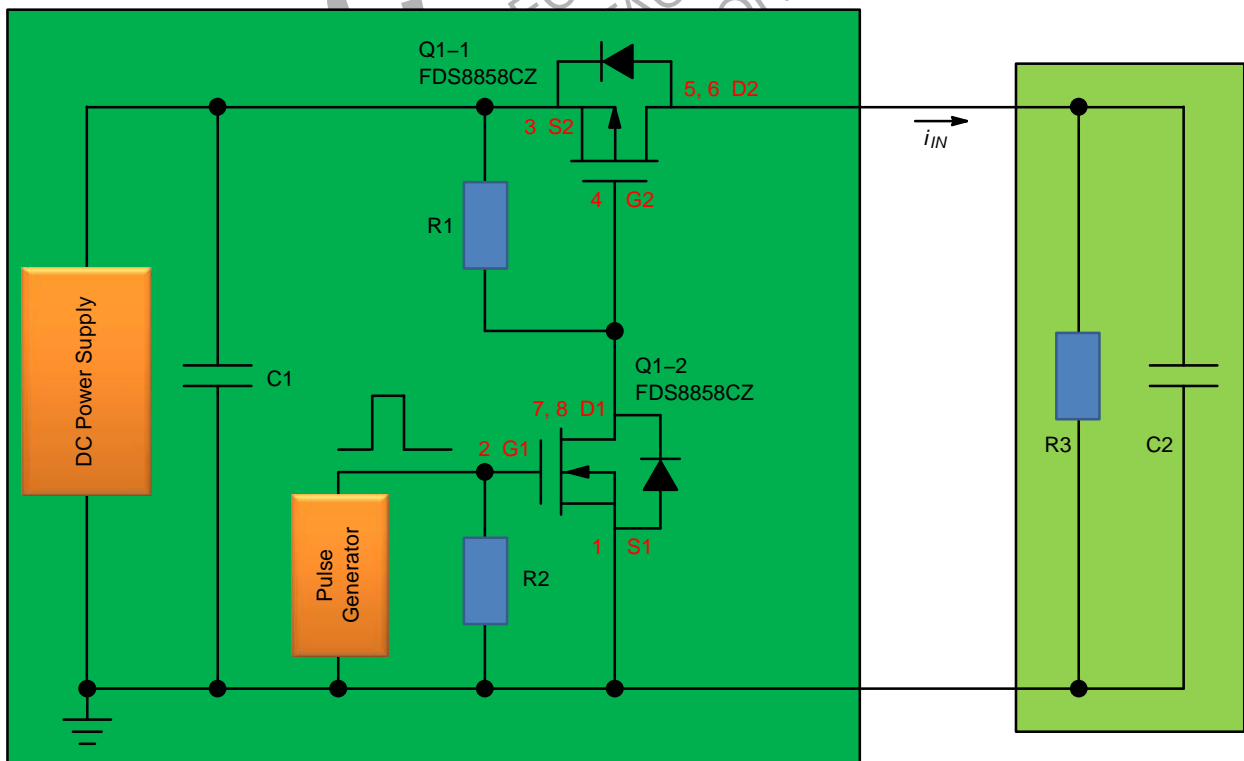 Q1–1
FDS8858CZ
5, 6 D2
3 S2
iIN
4 G2
R1
DC Power Supply
C1
Q1–2
FDS8858CZ
7, 8 D1
2 G1
R3
C2
Pulse
Generator
R2
1 S1